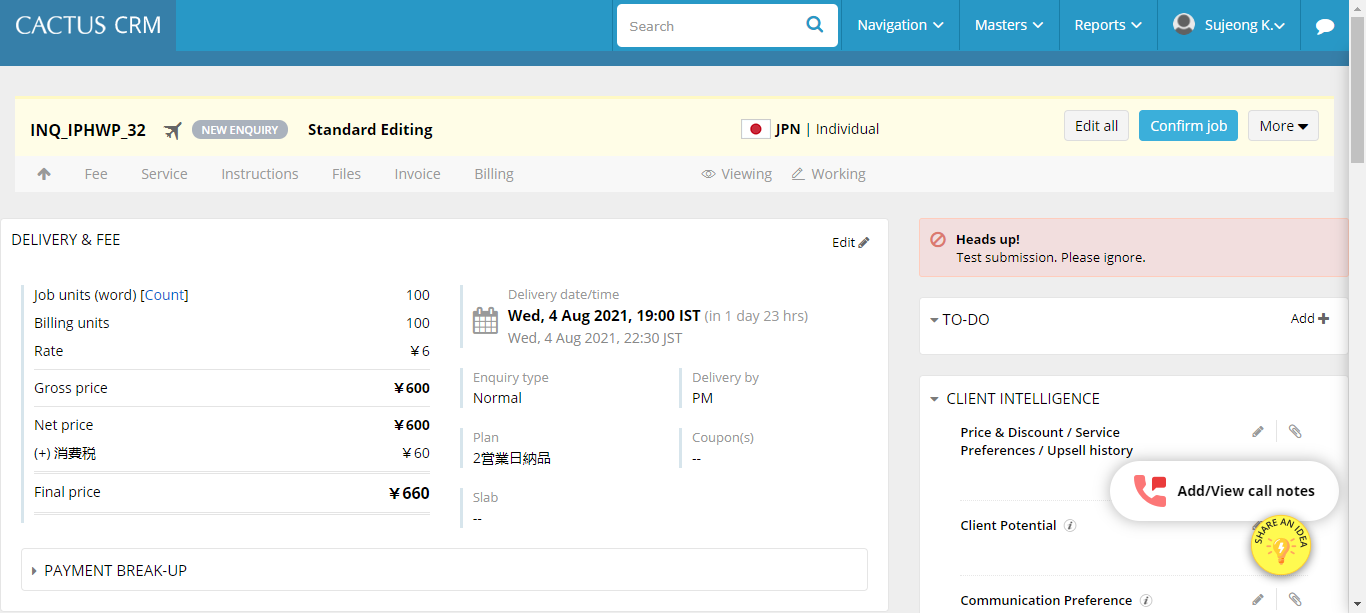 CACTUS CRM
Search
Navigation
Masters
Reports
Sujeong K.
INQ_IPHWP_32
NEW ENQUIRY
Standard Editing
JPN | Individual
Edit all
Confirm job
More
Fee
Service
Instructions
Files
Invoice
Billing
Viewing
Working
DELIVERY & FEE
Edit
Job units (word) [Count] 100
Billing units 100
Rate ¥6
Gross price ¥600
Net price ¥600
(+) 消費税 ¥60
Final price ¥660
Delivery date/time
Wed, 4 Aug 2021, 19:00 IST (in 1 day 23 hrs)
Wed, 4 Aug 2021, 22:30 JST
Enquiry type
Normal
Delivery by
PM
Plan
2営業日納品
Coupon(s)
--
Slab
--
PAYMENT BREAK-UP
Heads up!
Test submission. Please ignore.
TO-DO
Add +
CLIENT INTELLIGENCE
Price & Discount / Service
Preferences / Upsell history
Add/View call notes
Client Potential i
SHARE AN IDEA
Communication Preference i